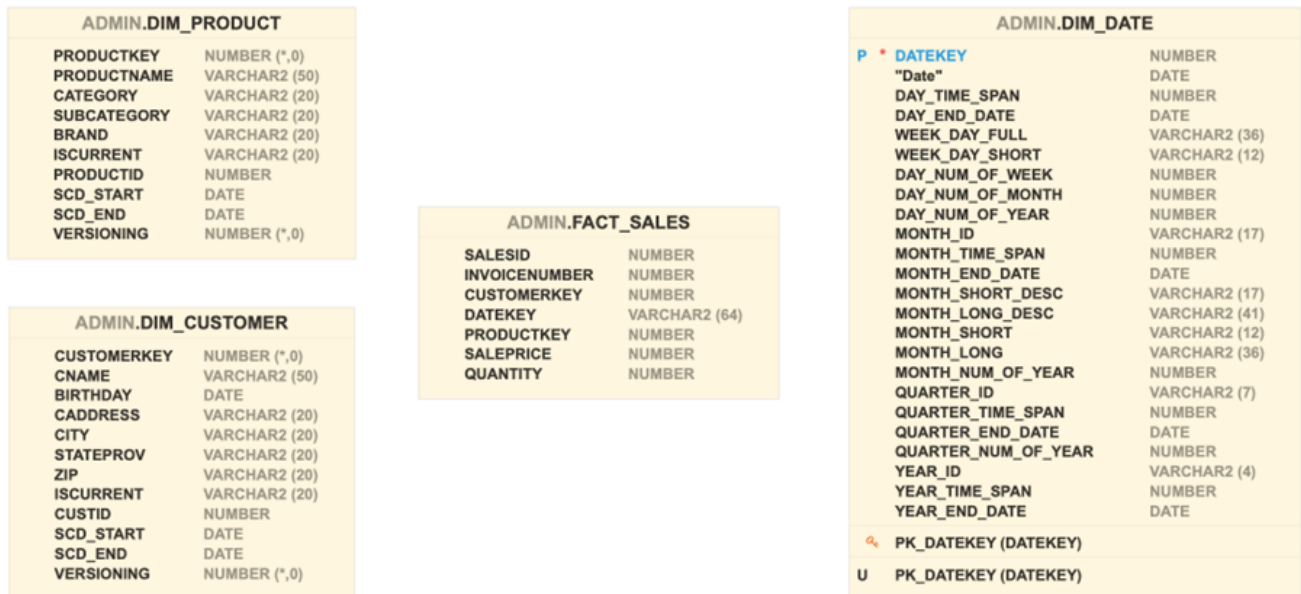 ADMIN.DIM_PRODUCT
PRODUCTKEY NUMBER (*,0)
PRODUCTNAME VARCHAR2 (50)
CATEGORY VARCHAR2 (20)
SUBCATEGORY VARCHAR2 (20)
BRAND VARCHAR2 (20)
ISCURRENT VARCHAR2 (20)
PRODUCTID NUMBER
SCD_START DATE
SCD_END DATE
VERSIONING NUMBER (*,0)
ADMIN.DIM_CUSTOMER
CUSTOMERKEY NUMBER (*,0)
CNAME VARCHAR2 (50)
BIRTHDAY DATE
CADDRESS VARCHAR2 (20)
CITY VARCHAR2 (20)
STATEPROV VARCHAR2 (20)
ZIP VARCHAR2 (20)
ISCURRENT VARCHAR2 (20)
CUSTID NUMBER
SCD_START DATE
SCD_END DATE
VERSIONING NUMBER (*,0)
ADMIN.FACT_SALES
SALESID NUMBER
INVOICENUMBER NUMBER
CUSTOMERKEY NUMBER
DATEKEY VARCHAR2 (64)
PRODUCTKEY NUMBER
SALEPRICE NUMBER
QUANTITY NUMBER
ADMIN.DIM_DATE
P * DATEKEY NUMBER
"Date" DATE
DAY_TIME_SPAN NUMBER
DAY_END_DATE DATE
WEEK_DAY_FULL VARCHAR2 (36)
WEEK_DAY_SHORT VARCHAR2 (12)
DAY_NUM_OF_WEEK NUMBER
DAY_NUM_OF_MONTH NUMBER
DAY_NUM_OF_YEAR NUMBER
MONTH_ID VARCHAR2 (17)
MONTH_TIME_SPAN NUMBER
MONTH_END_DATE DATE
MONTH_SHORT_DESC VARCHAR2 (17)
MONTH_LONG_DESC VARCHAR2 (41)
MONTH_SHORT VARCHAR2 (12)
MONTH_LONG VARCHAR2 (36)
MONTH_NUM_OF_YEAR NUMBER
QUARTER_ID VARCHAR2 (7)
QUARTER_TIME_SPAN NUMBER
QUARTER_END_DATE DATE
QUARTER_NUM_OF_YEAR NUMBER
YEAR_ID VARCHAR2 (4)
YEAR_TIME_SPAN NUMBER
YEAR_END_DATE DATE
PK_DATEKEY (DATEKEY)
U PK_DATEKEY (DATEKEY)